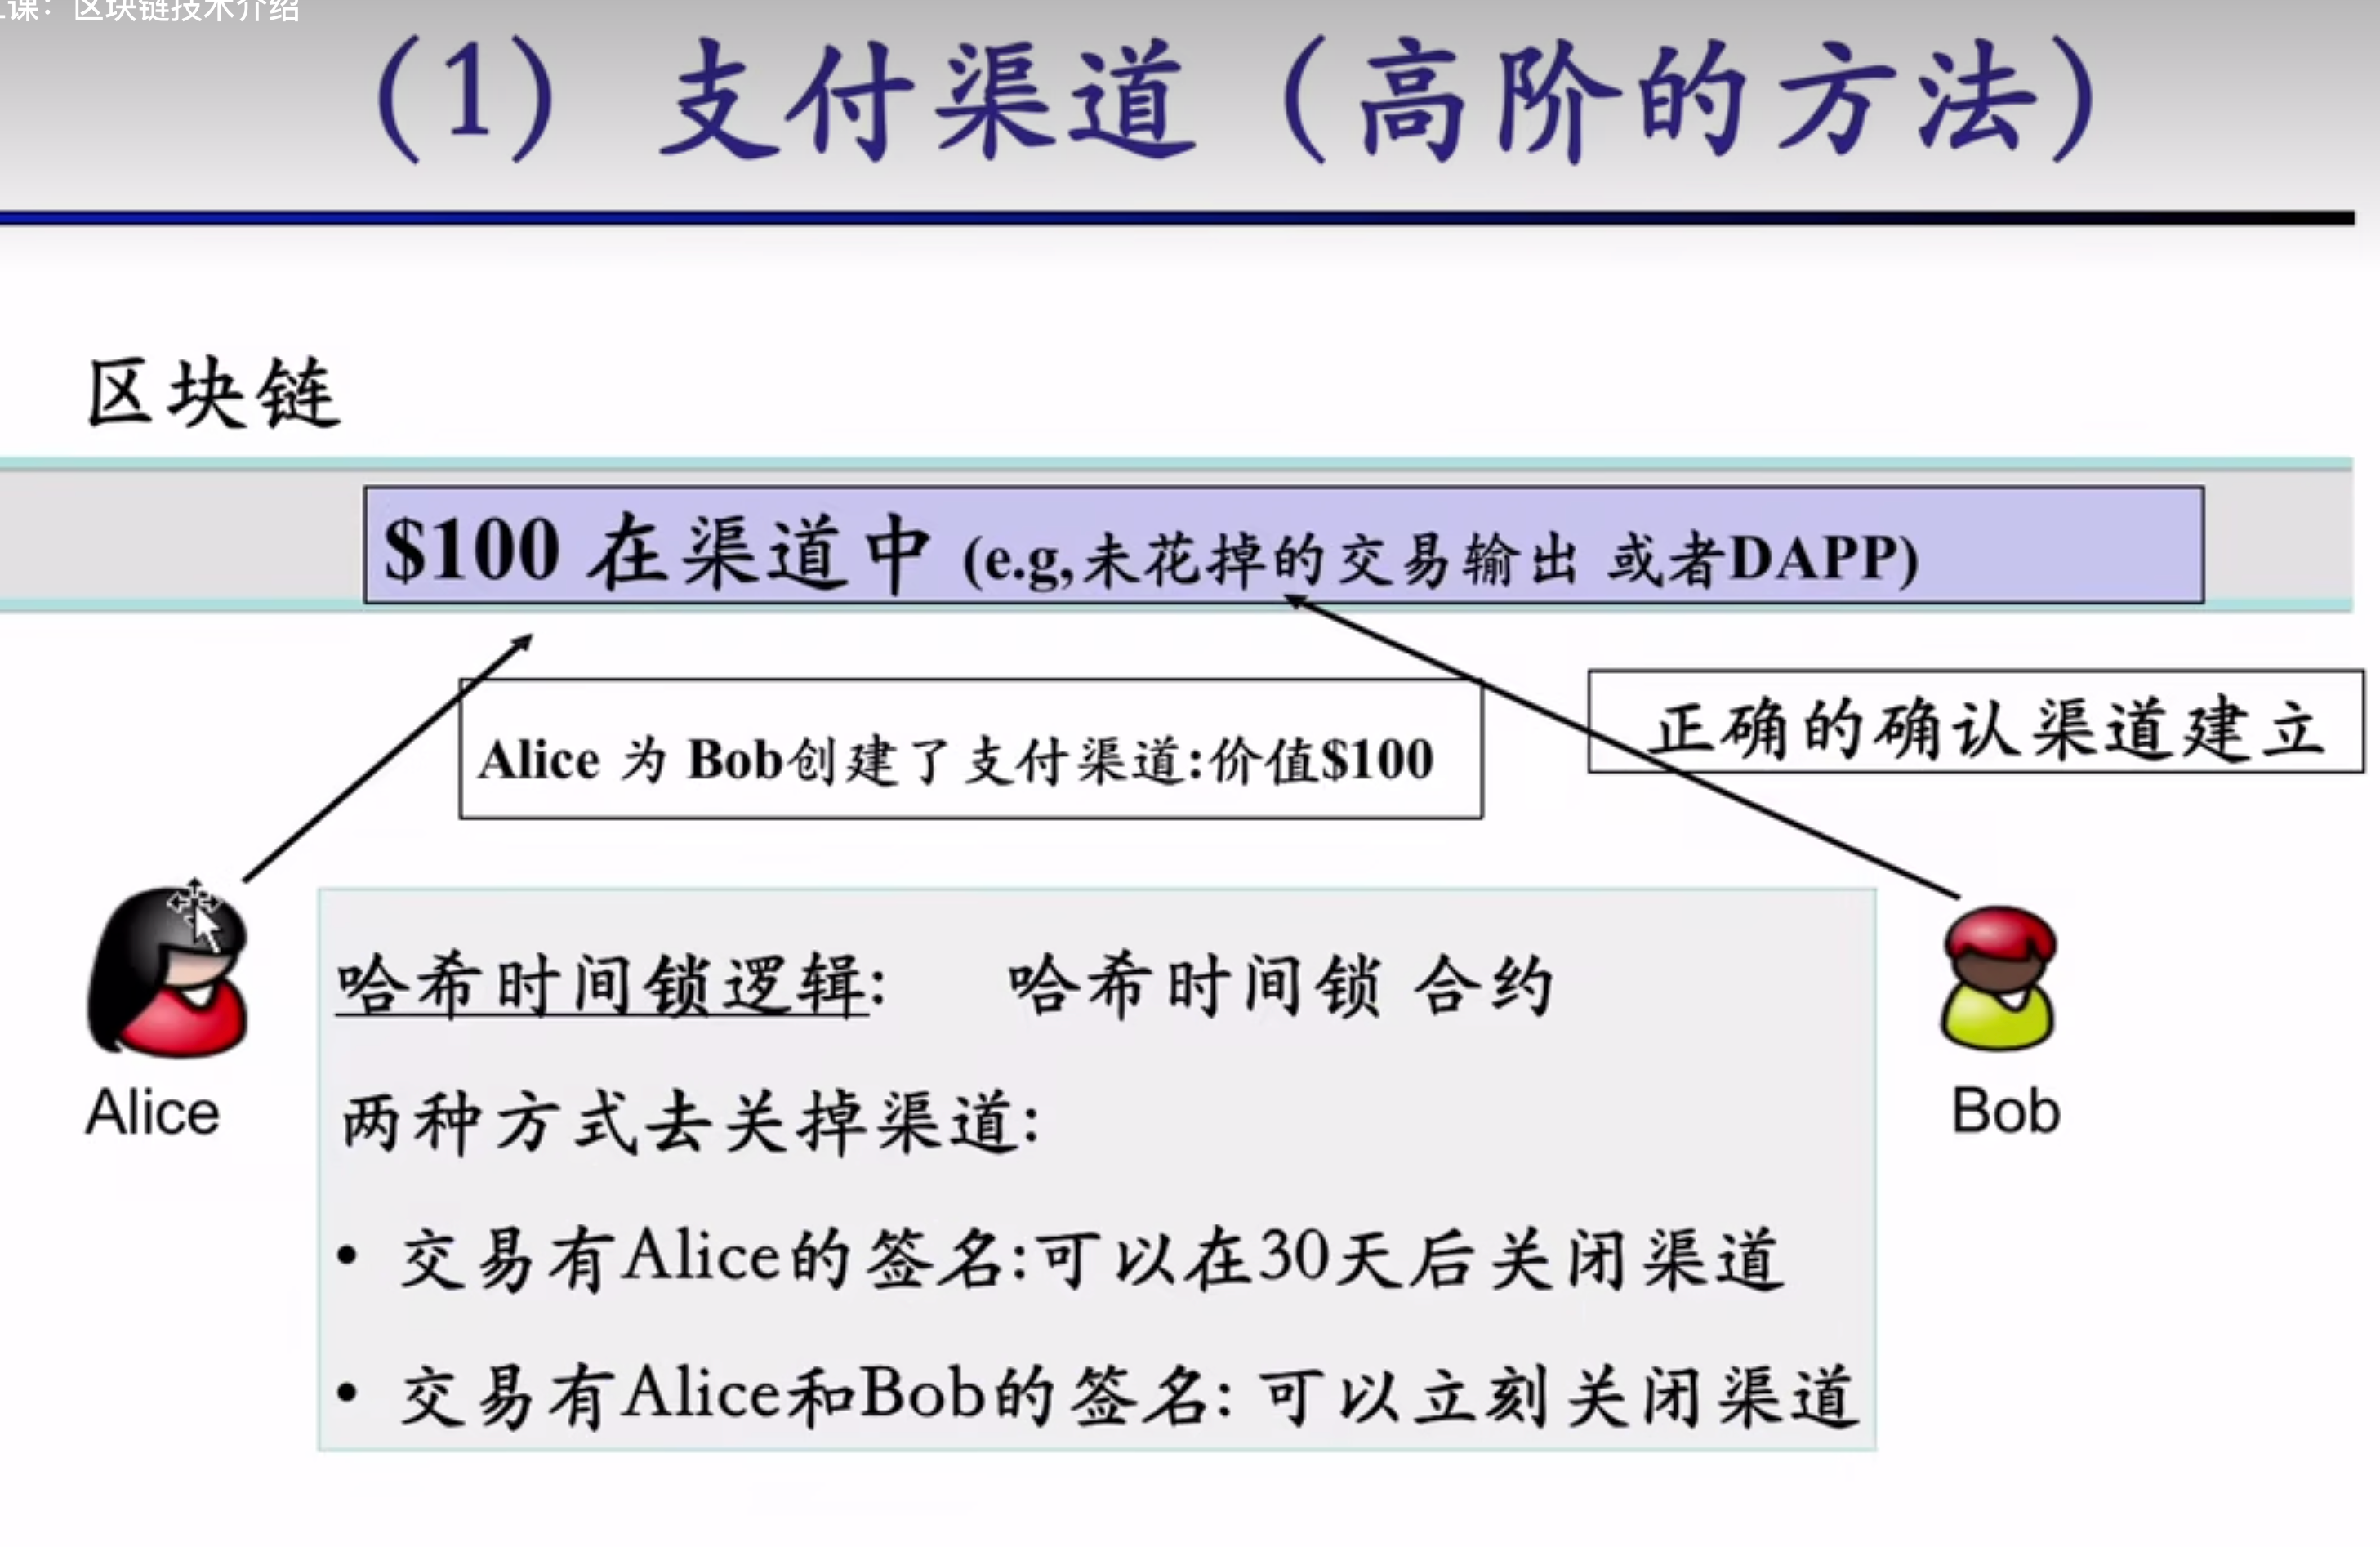 课：区块链技术介绍
（1）支付渠道（高阶的方法）
区块链
$100 在渠道中 (e.g,未花掉的交易输出 或者DAPP)
Alice 为 Bob创建了支付渠道:价值$100
正确的确认渠道建立
哈希时间锁逻辑: 哈希时间锁 合约
两种方式去关掉渠道:
• 交易有Alice的签名:可以在30天后关闭渠道
• 交易有Alice和Bob的签名: 可以立刻关闭渠道
Alice
Bob